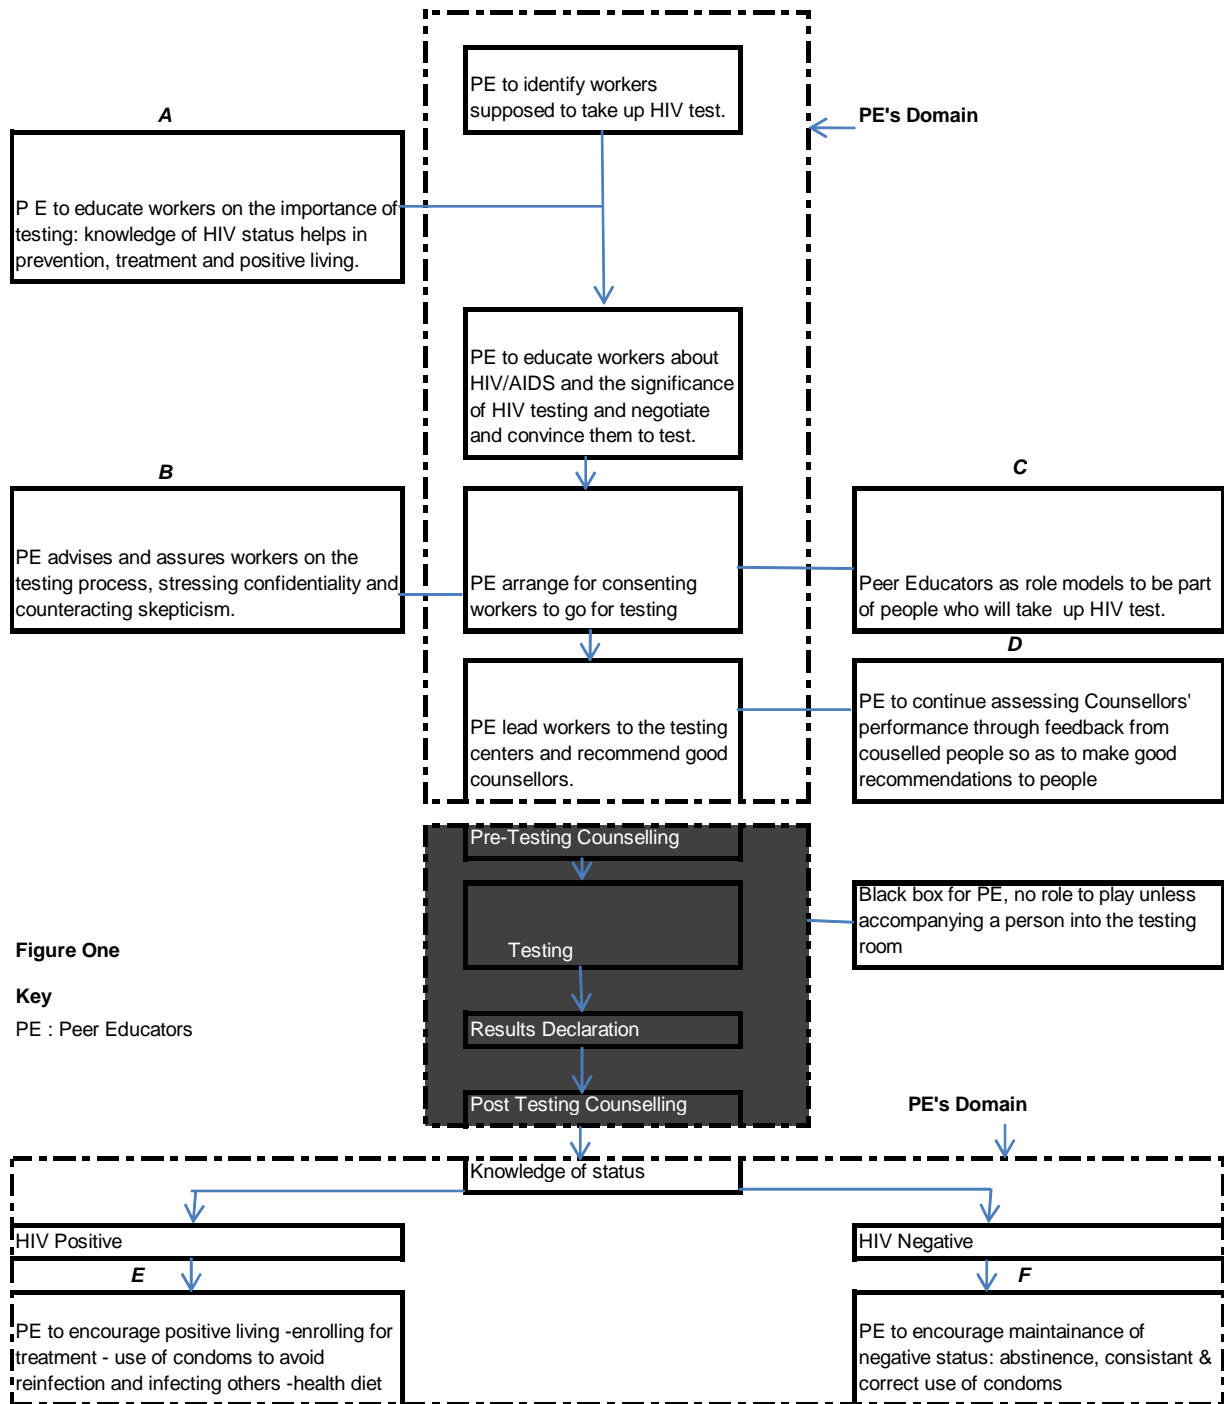 PE to identify workers
supposed to take up HIV test.
PE's Domain
A
P E to educate workers on the importance of
testing: knowledge of HIV status helps in
prevention, treatment and positive living.
PE to educate workers about
HIV/AIDS and the significance
of HIV testing and negotiate
and convince them to test.
B
PE advises and assures workers on the
testing process, stressing confidentiality and
counteracting skepticism.
PE arrange for consenting
workers to go for testing
C
Peer Educators as role models to be part
of people who will take up HIV test.
D
PE lead workers to the testing
centers and recommend good
counsellors.
PE to continue assessing Counsellors'
performance through feedback from
couselled people so as to make good
recommendations to people
Pre-Testing Counselling
Testing
Black box for PE, no role to play unless
accompanying a person into the testing
room
Figure One
Key
PE : Peer Educators
Results Declaration
Post Testing Counselling
PE's Domain
Knowledge of status
HIV Positive
HIV Negative
E
PE to encourage positive living -enrolling for
treatment - use of condoms to avoid
reinfection and infecting others -health diet
F
PE to encourage maintainance of
negative status: abstinence, consistant &
correct use of condoms